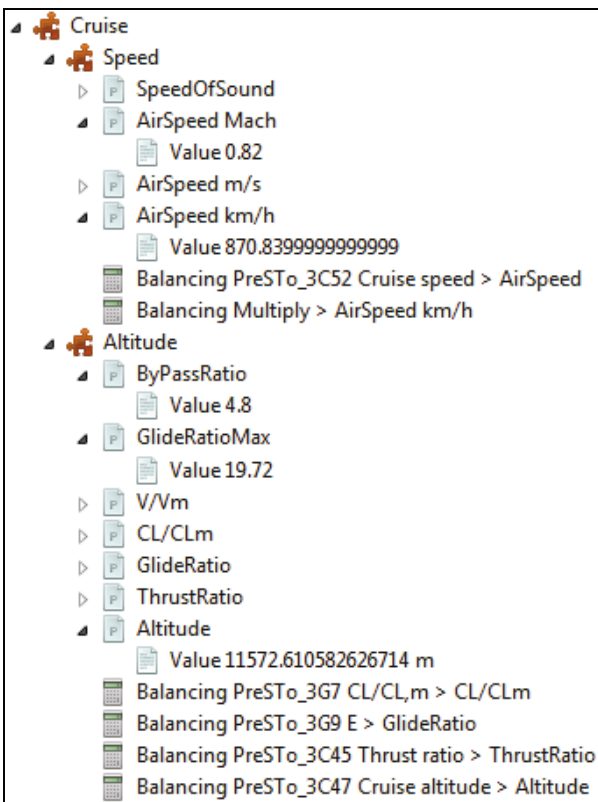 Cruise
Speed
SpeedOfSound
AirSpeed Mach
Value 0.82
AirSpeed m/s
AirSpeed km/h
Value 870.8399999999999
Balancing PreSTo_3C52 Cruise speed > AirSpeed
Balancing Multiply > AirSpeed km/h
Altitude
ByPassRatio
Value 4.8
GlideRatioMax
Value 19.72
V/Vm
CL/CLm
GlideRatio
ThrustRatio
Altitude
Value 11572.610582626714 m
Balancing PreSTo_3G7 CL/CL,m > CL/CLm
Balancing PreSTo_3G9 E > GlideRatio
Balancing PreSTo_3C45 Thrust ratio > ThrustRatio
Balancing PreSTo_3C47 Cruise altitude > Altitude